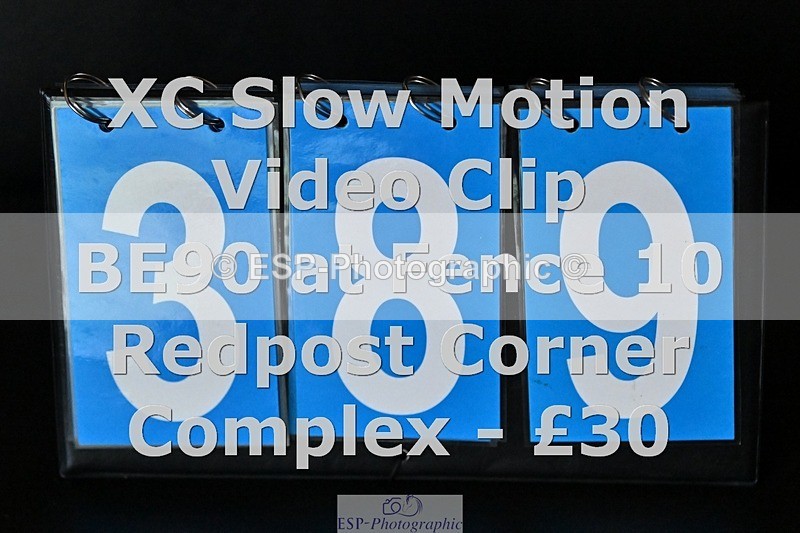 XC Slow Motion
Video Clip
BE90 at Fence 10
Redpost Corner
Complex - £30
389
© ESP-Photographic ©
ESP-Photographic